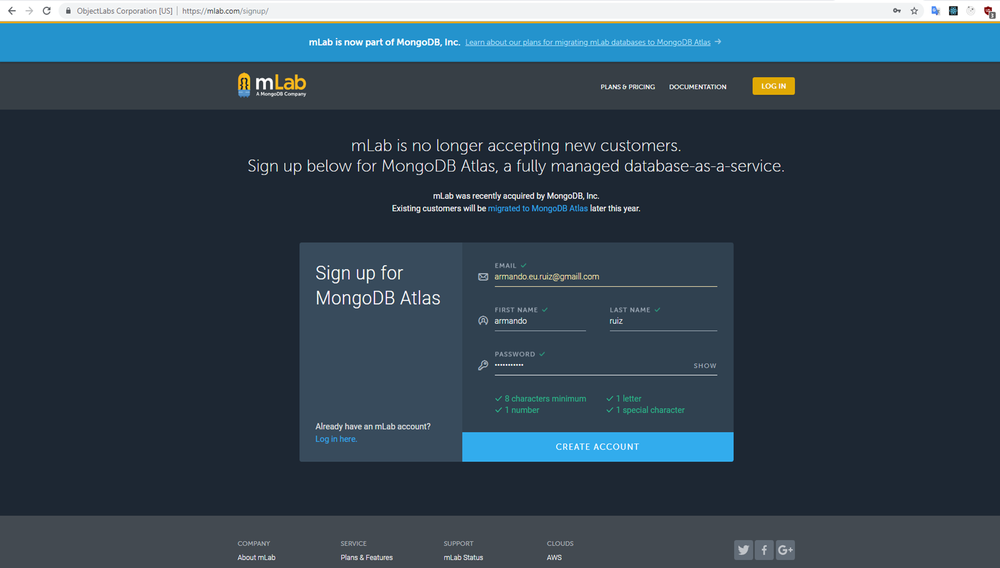 ObjectLabs Corporation [US] | https://mlab.com/signup/
3
mLab is now part of MongoDB, Inc. Learn about our plans for migrating mLab databases to MongoDB Atlas →
mLab
A MongoDB Company
PLANS & PRICING DOCUMENTATION LOG IN
mLab is no longer accepting new customers.
Sign up below for MongoDB Atlas, a fully managed database-as-a-service.
mLab was recently acquired by MongoDB, Inc.
Existing customers will be migrated to MongoDB Atlas later this year.
Sign up for
MongoDB Atlas
Already have an mLab account?
Log in here.
EMAIL ✓
armando.eu.ruiz@gmaill.com
FIRST NAME ✓ LAST NAME ✓
armando ruiz
PASSWORD ✓
••••••••••• SHOW
✓ 8 characters minimum ✓ 1 letter
✓ 1 number ✓ 1 special character
CREATE ACCOUNT
COMPANY SERVICE SUPPORT CLOUDS
About mLab Plans & Features mLab Status AWS
G+